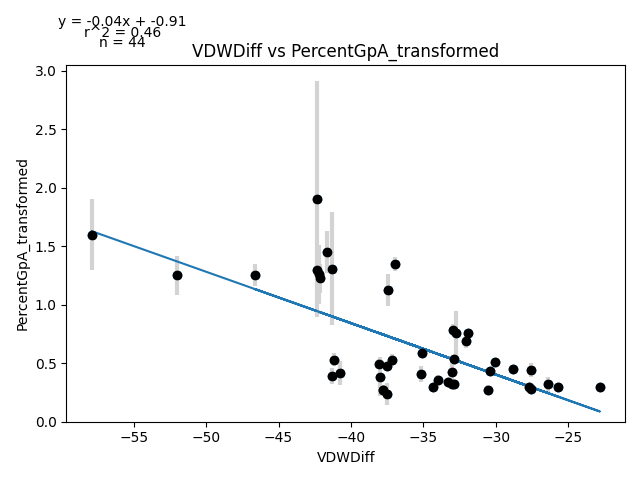 y = -0.04x + -0.91
r^2 = 0.46
n = 44
VDWDiff vs PercentGpA_transformed
3.0
2.5
2.0
1.5
1.0
0.5
0.0
PercentGpA_transformed
−55 −50 −45 −40 −35 −30 −25
VDWDiff